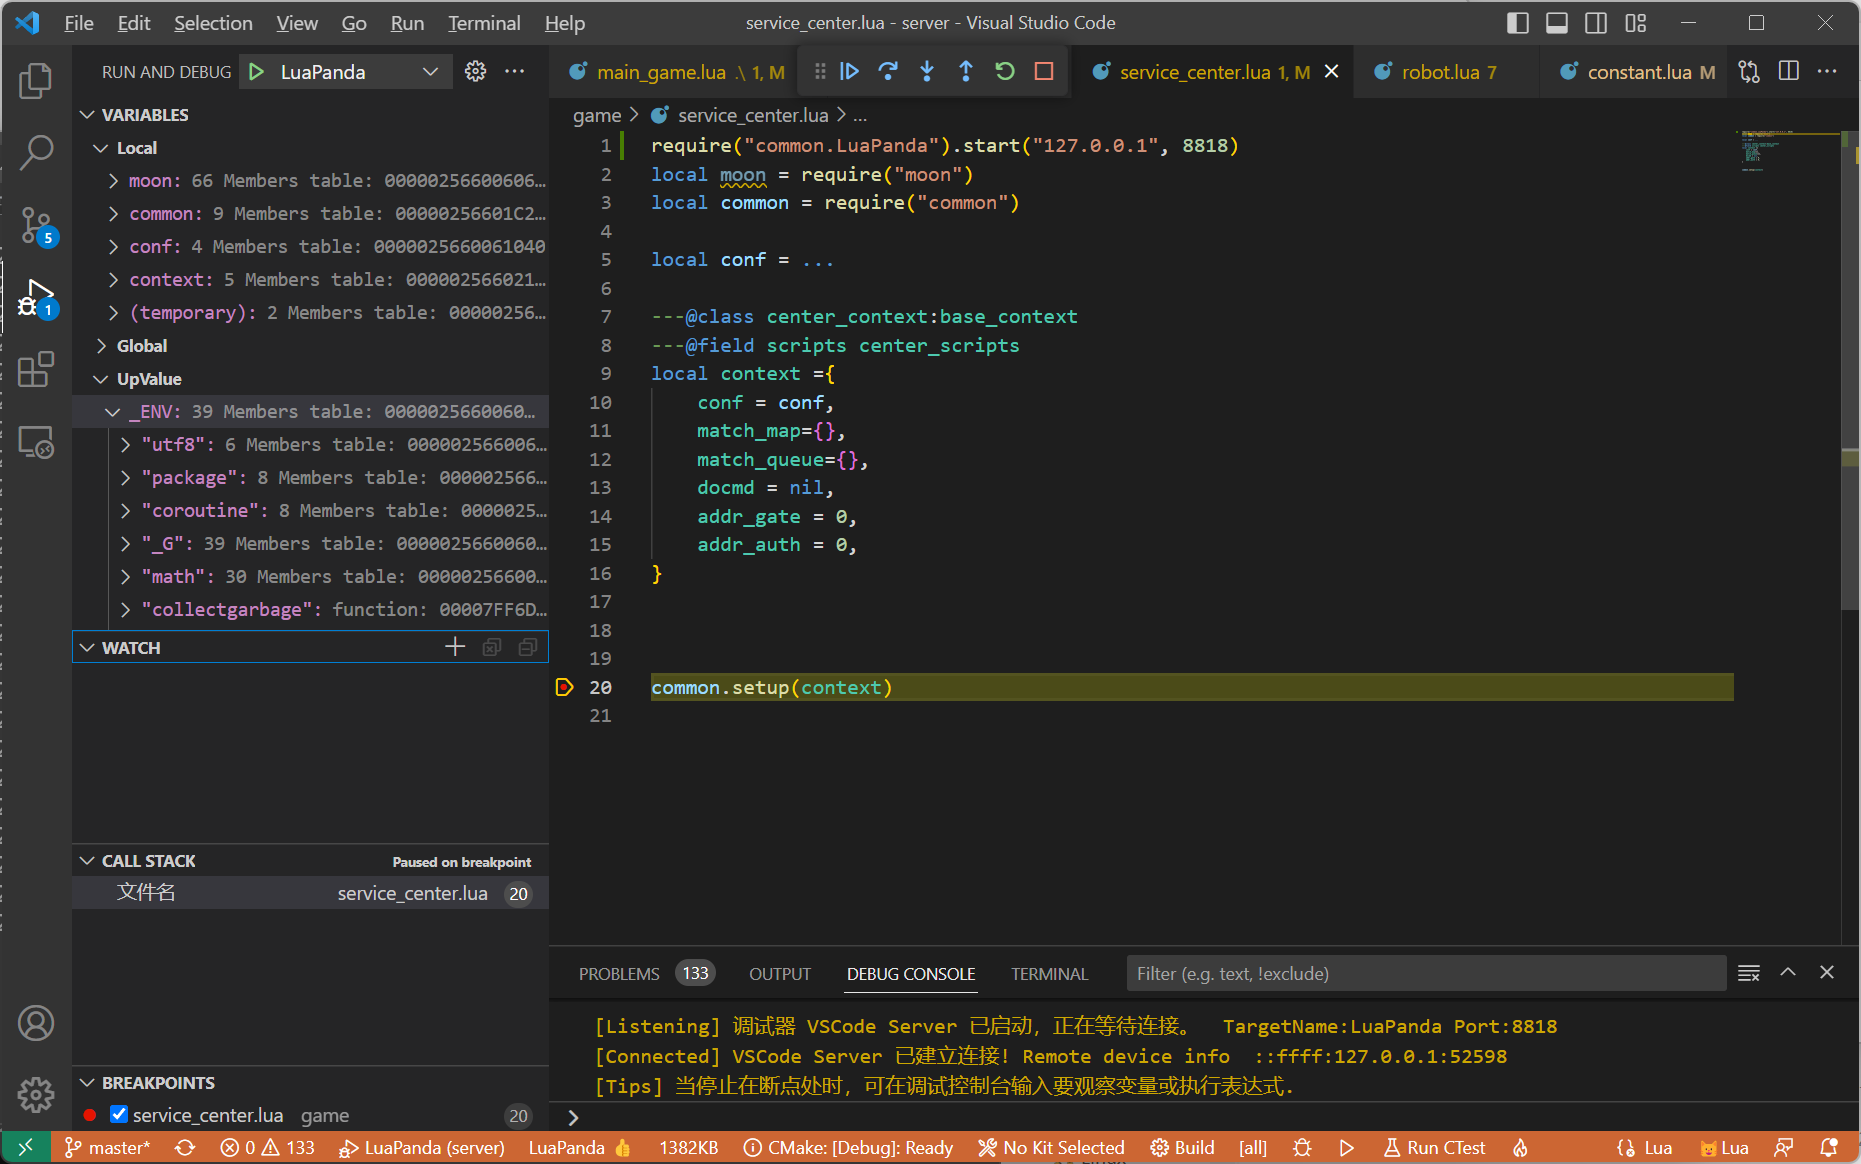 File Edit Selection View Go Run Terminal Help
service_center.lua - server - Visual Studio Code
RUN AND DEBUG LuaPanda
VARIABLES
Local
moon: 66 Members table: 00000256600606...
common: 9 Members table: 00000256601C2...
conf: 4 Members table: 0000025660061040
context: 5 Members table: 000002566021...
(temporary): 2 Members table: 00000256...
Global
UpValue
_ENV: 39 Members table: 0000025660060...
"utf8": 6 Members table: 000002566006...
"package": 8 Members table: 000002566...
"coroutine": 8 Members table: 0000025...
"_G": 39 Members table: 0000025660060...
"math": 30 Members table: 00000256600...
"collectgarbage": function: 00007FF6D...
WATCH
CALL STACK Paused on breakpoint
文件名 service_center.lua 20
BREAKPOINTS
service_center.lua game 20
5
1
main_game.lua .\ 1, M
service_center.lua 1, M
robot.lua 7
constant.lua M
game > service_center.lua > ...
1 require("common.LuaPanda").start("127.0.0.1", 8818)
2 local moon = require("moon")
3 local common = require("common")
4
5 local conf = ...
6
7 ---@class center_context:base_context
8 ---@field scripts center_scripts
9 local context ={
10 conf = conf,
11 match_map={},
12 match_queue={},
13 docmd = nil,
14 addr_gate = 0,
15 addr_auth = 0,
16 }
17
18
19
20 common.setup(context)
21
PROBLEMS 133 OUTPUT DEBUG CONSOLE TERMINAL Filter (e.g. text, !exclude)
[Listening] 调试器 VSCode Server 已启动，正在等待连接。 TargetName:LuaPanda Port:8818
[Connected] VSCode Server 已建立连接! Remote device info ::ffff:127.0.0.1:52598
[Tips] 当停止在断点处时，可在调试控制台输入要观察变量或执行表达式.
master* 0 133 LuaPanda (server) LuaPanda 👍 1382KB CMake: [Debug]: Ready No Kit Selected Build [all] Run CTest Lua Lua